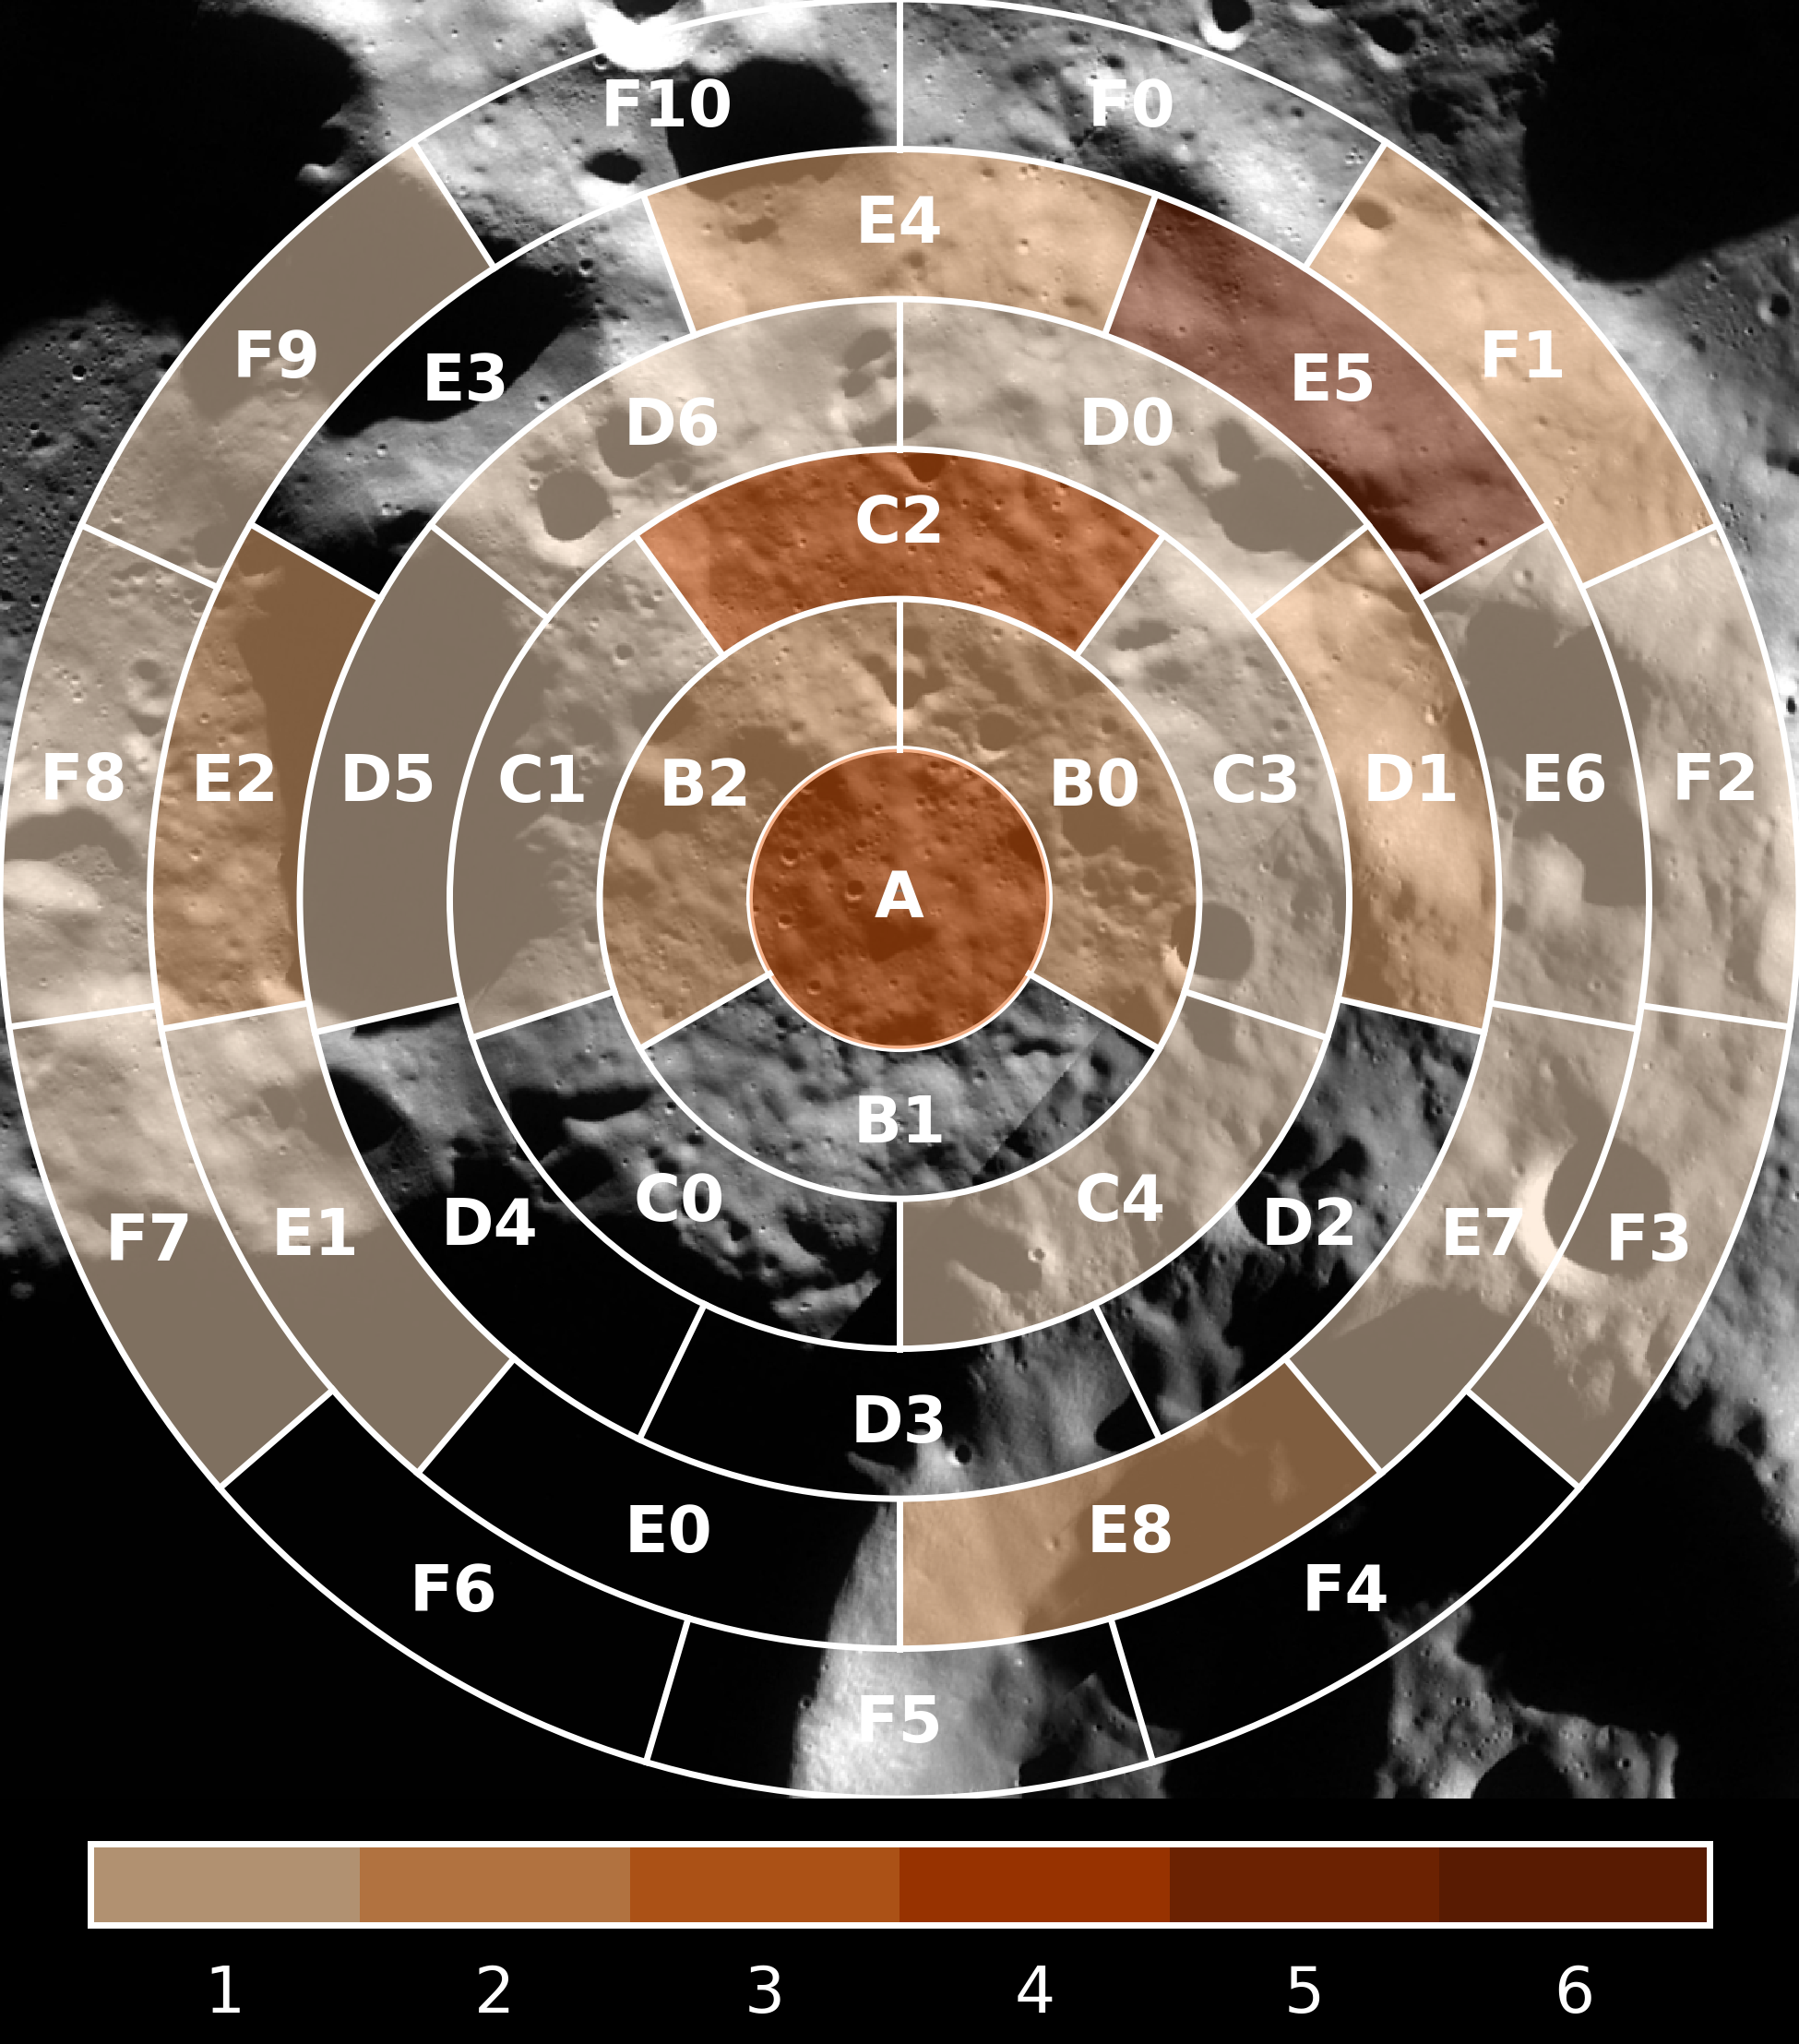 F10 F0
E4
F9 E3 E5 F1
D6 D0
C2
F8 E2 D5 C1 B2 B0 C3 D1 E6 F2
A
B1
F7 E1 D4 C0 C4 D2 E7 F3
D3
E0 E8
F6 F4
F5
1 2 3 4 5 6